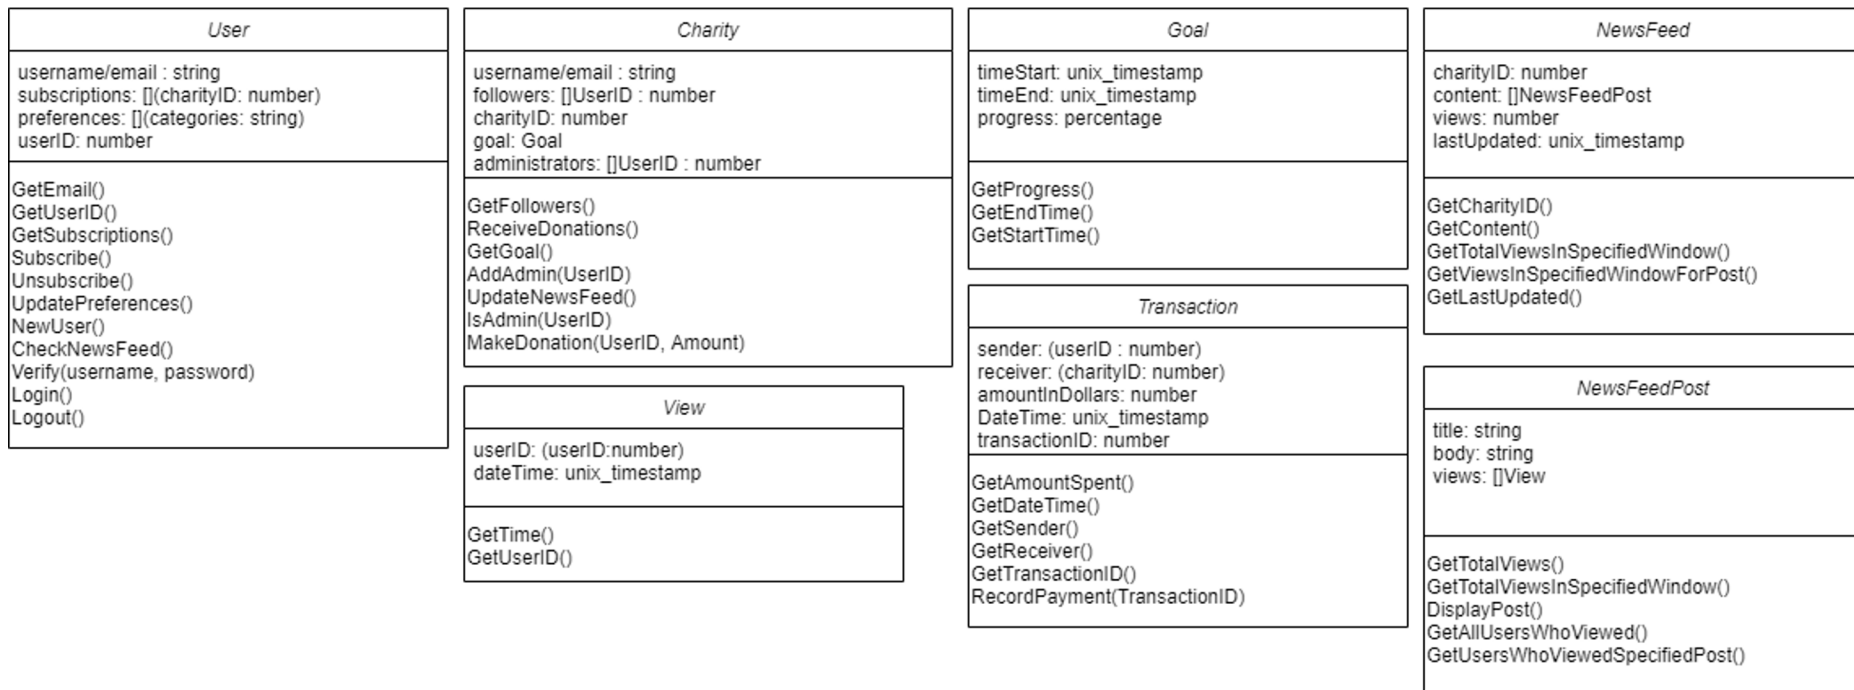 User
username/email : string
subscriptions: [](charityID: number)
preferences: [](categories: string)
userID: number
GetEmail()
GetUserID()
GetSubscriptions()
Subscribe()
Unsubscribe()
UpdatePreferences()
NewUser()
CheckNewsFeed()
Verify(username, password)
Login()
Logout()
Charity
username/email : string
followers: []UserID : number
charityID: number
goal: Goal
administrators: []UserID : number
GetFollowers()
ReceiveDonations()
GetGoal()
AddAdmin(UserID)
UpdateNewsFeed()
IsAdmin(UserID)
MakeDonation(UserID, Amount)
View
userID: (userID:number)
dateTime: unix_timestamp
GetTime()
GetUserID()
Goal
timeStart: unix_timestamp
timeEnd: unix_timestamp
progress: percentage
GetProgress()
GetEndTime()
GetStartTime()
Transaction
sender: (userID : number)
receiver: (charityID: number)
amountInDollars: number
DateTime: unix_timestamp
transactionID: number
GetAmountSpent()
GetDateTime()
GetSender()
GetReceiver()
GetTransactionID()
RecordPayment(TransactionID)
NewsFeed
charityID: number
content: []NewsFeedPost
views: number
lastUpdated: unix_timestamp
GetCharityID()
GetContent()
GetTotalViewsInSpecifiedWindow()
GetViewsInSpecifiedWindowForPost()
GetLastUpdated()
NewsFeedPost
title: string
body: string
views: []View
GetTotalViews()
GetTotalViewsInSpecifiedWindow()
DisplayPost()
GetAllUsersWhoViewed()
GetUsersWhoViewedSpecifiedPost()